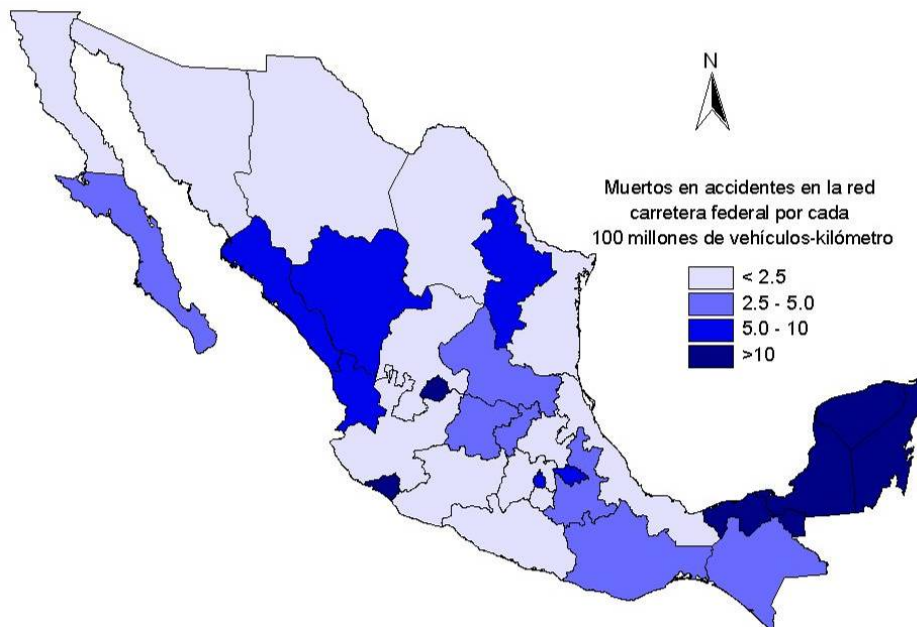 N
Muertos en accidentes en la red
carretera federal por cada
100 millones de vehículos-kilómetro
< 2.5
2.5 - 5.0
5.0 - 10
>10